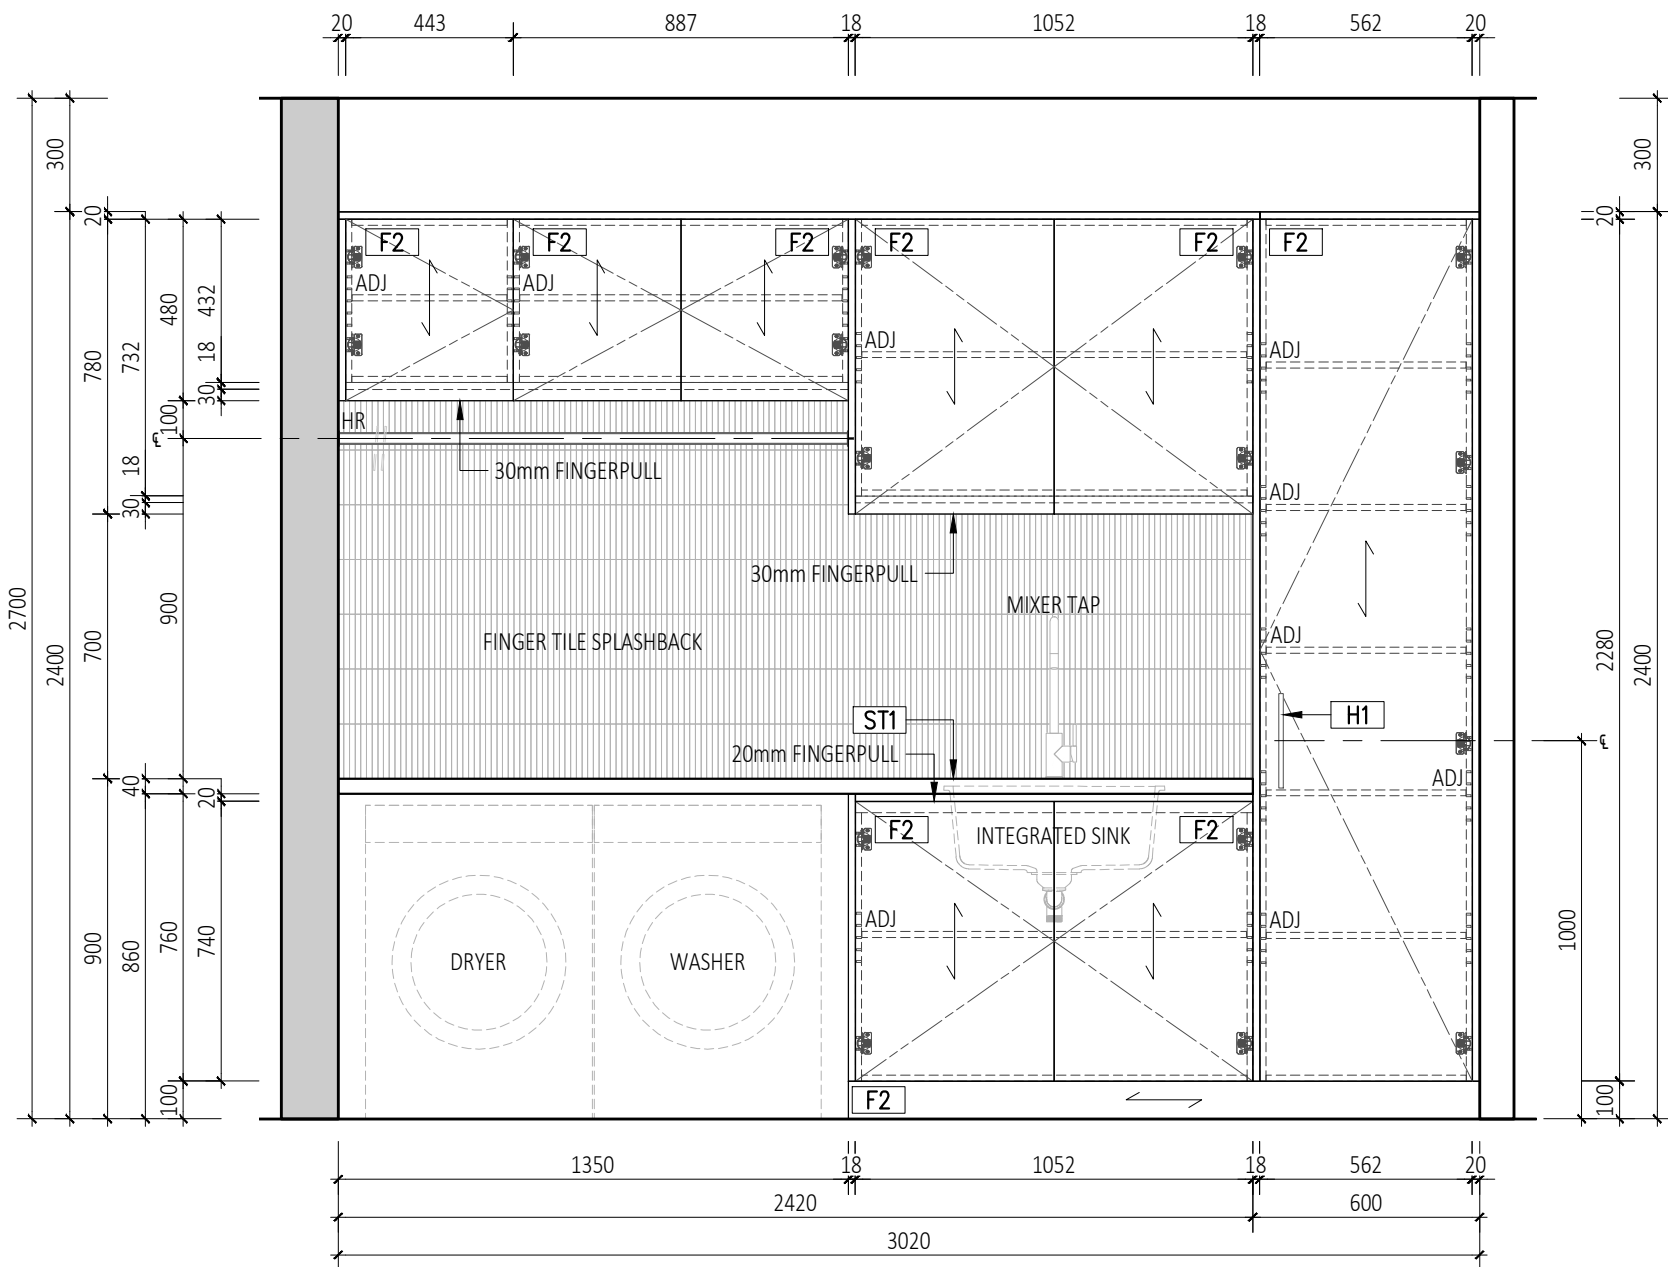 20 443 887 18 1052 18 562 20
300 300
20 20
F2 F2 F2 F2 F2 F2
ADJ ADJ
480 432
780 732 18
ADJ ADJ
30
100 HR
℄
18 30mm FINGERPULL
30 ADJ
30mm FINGERPULL
MIXER TAP
2700 2400 700 900
FINGER TILE SPLASHBACK ADJ 2280 2400
ST1 H1
20mm FINGERPULL ℄
40 20 ADJ
F2 INTEGRATED SINK F2
ADJ ADJ
900 860 760 740 1000
DRYER WASHER
100 F2 100
1350 18 1052 18 562 20
2420 600
3020